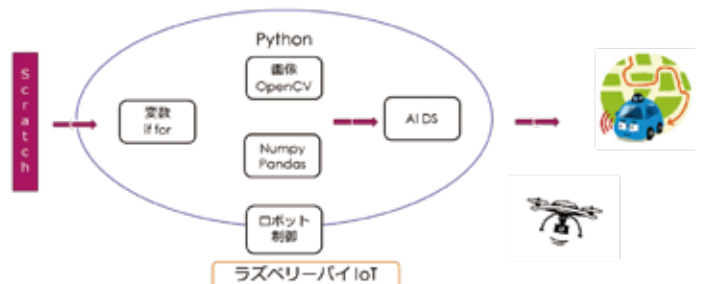 Scratch
Python
変数
if for
画像
OpenCV
Numpy
Pandas
AI DS
ロボット
制御
ラズベリーパイ IoT